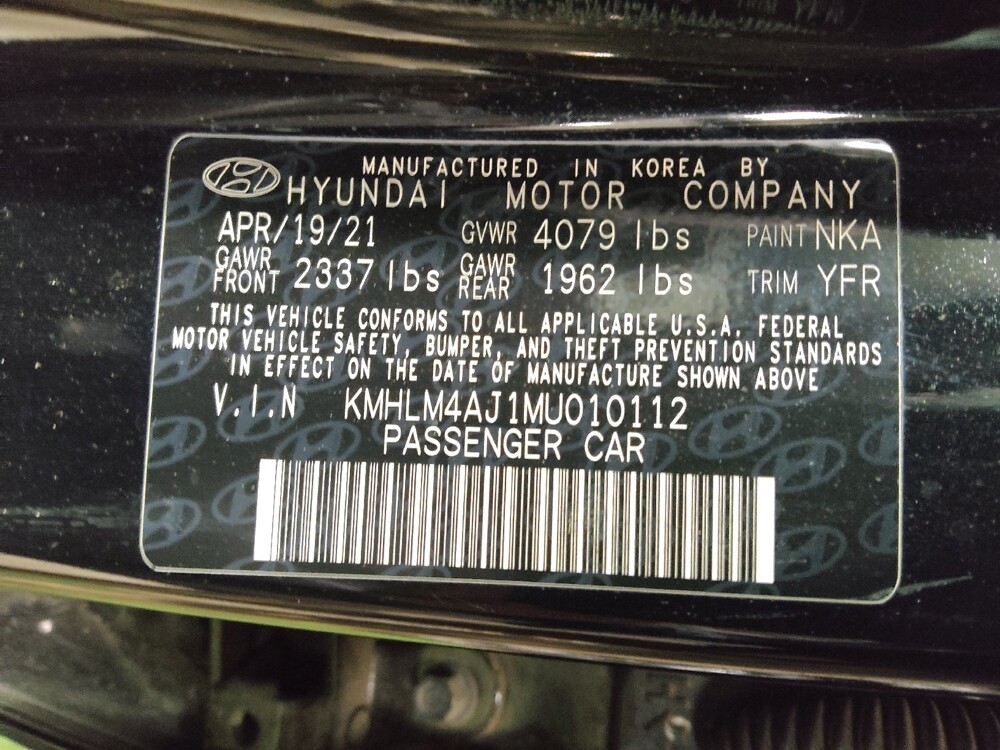 MANUFACTURED IN KOREA BY
HYUNDAI MOTOR COMPANY
APR/19/21 GVWR 4079 lbs PAINT NKA
GAWR FRONT 2337 lbs GAWR REAR 1962 lbs TRIM YFR
THIS VEHICLE CONFORMS TO ALL APPLICABLE U.S.A. FEDERAL
MOTOR VEHICLE SAFETY, BUMPER, AND THEFT PREVENTION STANDARDS
IN EFFECT ON THE DATE OF MANUFACTURE SHOWN ABOVE
V.I.N KMHLM4AJ1MU010112
PASSENGER CAR